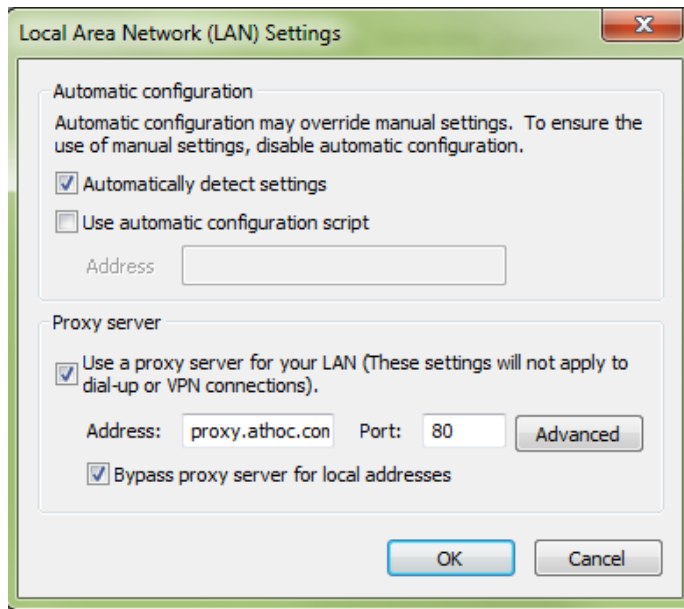 Local Area Network (LAN) Settings
X
Automatic configuration
Automatic configuration may override manual settings. To ensure the
use of manual settings, disable automatic configuration.
Automatically detect settings
Use automatic configuration script
Address
Proxy server
Use a proxy server for your LAN (These settings will not apply to
dial-up or VPN connections).
Address: proxy.athoc.com Port: 80 Advanced
Bypass proxy server for local addresses
OK Cancel